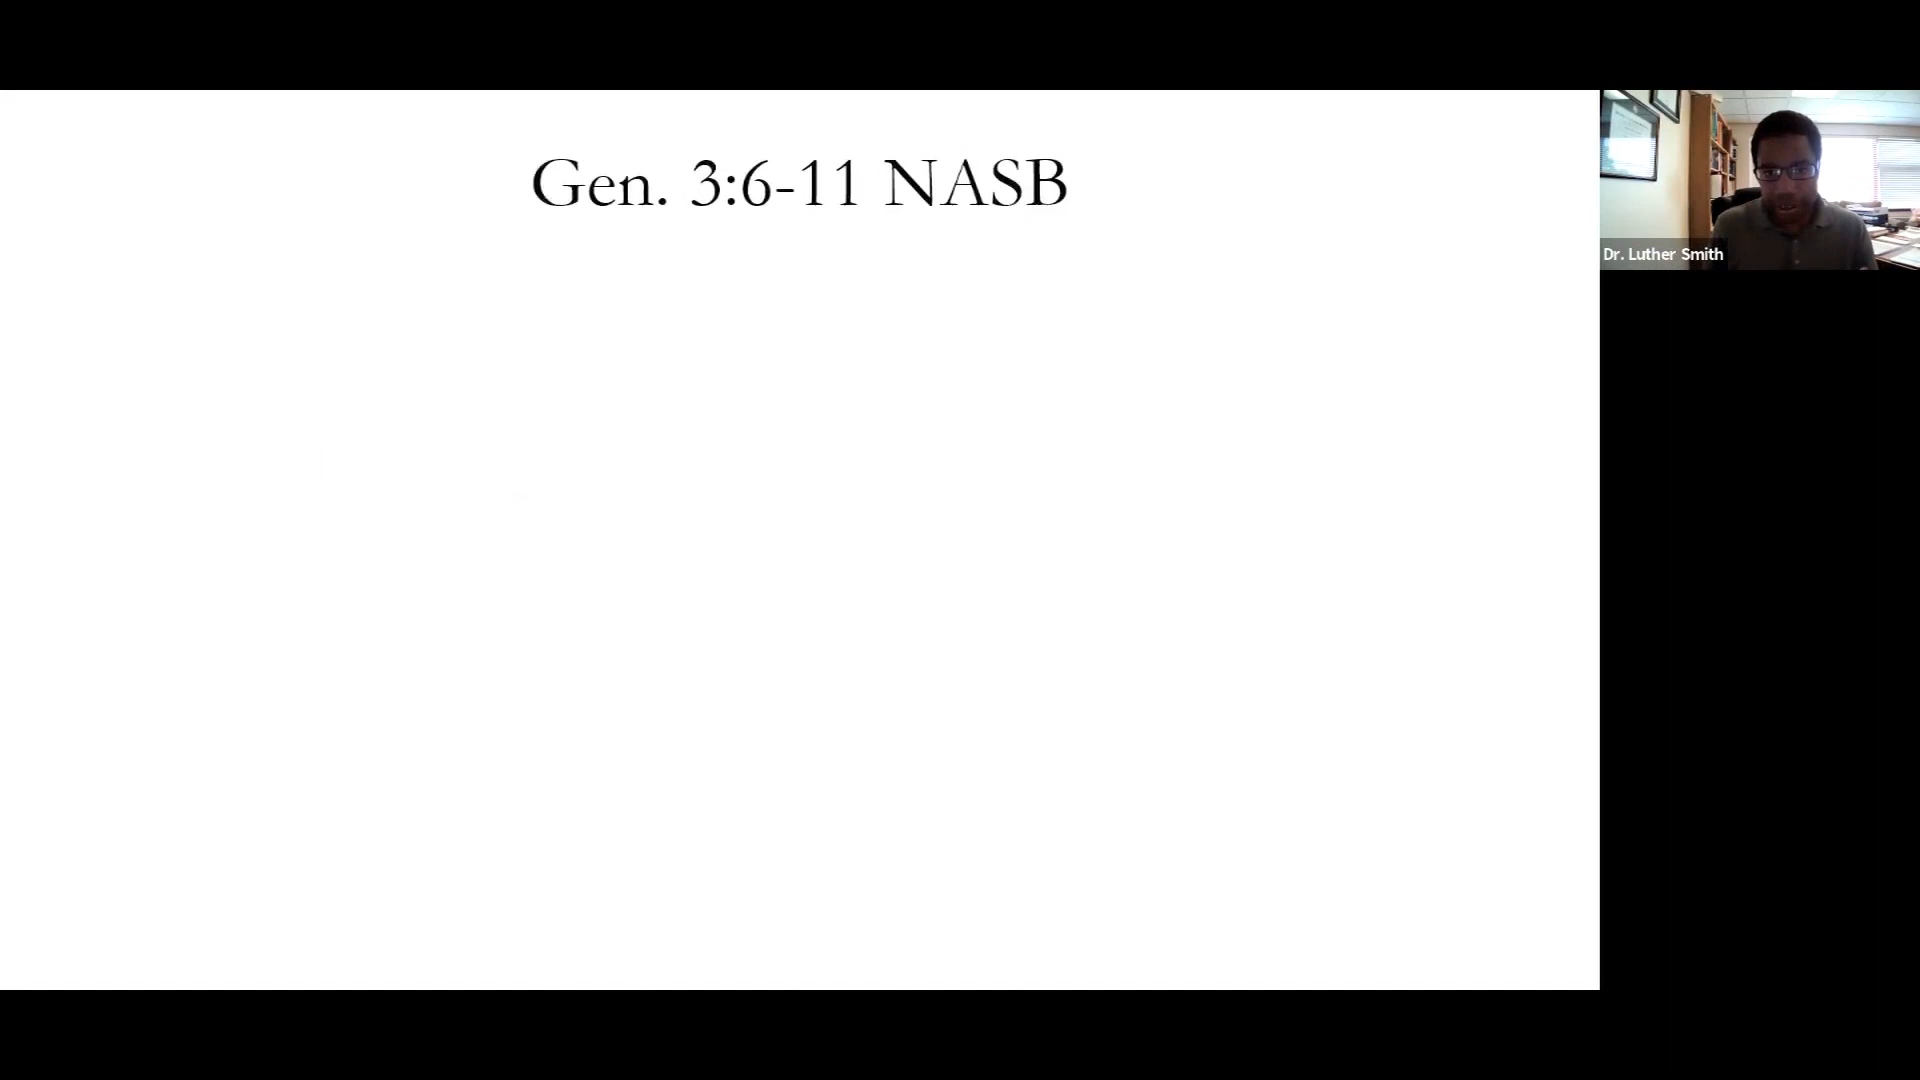 Gen. 3:6-11 NASB
Dr. Luther Smith